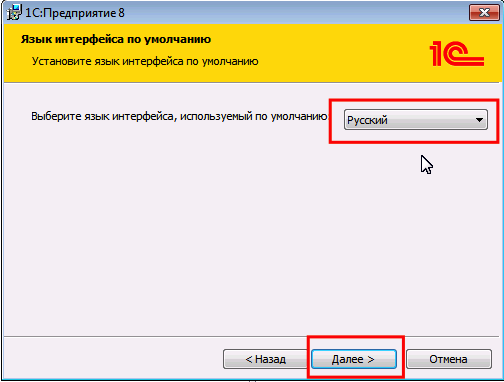 1С:Предприятие 8
Язык интерфейса по умолчанию
Установите язык интерфейса по умолчанию
1С
Выберите язык интерфейса, используемый по умолчанию:
Русский
< Назад
Далее >
Отмена